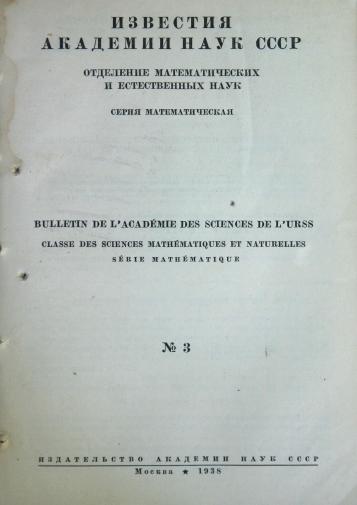 ИЗВЕСТИЯ
АКАДЕМИИ НАУК СССР
ОТДЕЛЕНИЕ МАТЕМАТИЧЕСКИХ
И ЕСТЕСТВЕННЫХ НАУК
СЕРИЯ МАТЕМАТИЧЕСКАЯ
BULLETIN DE L'ACADÉMIE DES SCIENCES DE L'URSS
CLASSE DES SCIENCES MATHÉMATIQUES ET NATURELLES
SÉRIE MATHÉMATIQUE
№ 3
ИЗДАТЕЛЬСТВО АКАДЕМИИ НАУК СССР
Москва ★ 1938